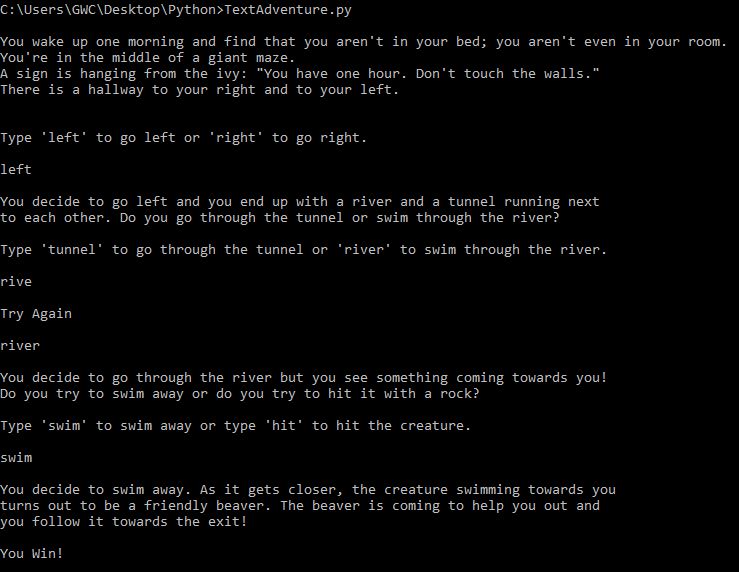 C:\Users\GWC\Desktop\Python>TextAdventure.py
You wake up one morning and find that you aren't in your bed; you aren't even in your room.
You're in the middle of a giant maze.
A sign is hanging from the ivy: "You have one hour. Don't touch the walls."
There is a hallway to your right and to your left.
Type 'left' to go left or 'right' to go right.
left
You decide to go left and you end up with a river and a tunnel running next
to each other. Do you go through the tunnel or swim through the river?
Type 'tunnel' to go through the tunnel or 'river' to swim through the river.
rive
Try Again
river
You decide to go through the river but you see something coming towards you!
Do you try to swim away or do you try to hit it with a rock?
Type 'swim' to swim away or type 'hit' to hit the creature.
swim
You decide to swim away. As it gets closer, the creature swimming towards you
turns out to be a friendly beaver. The beaver is coming to help you out and
you follow it towards the exit!
You Win!